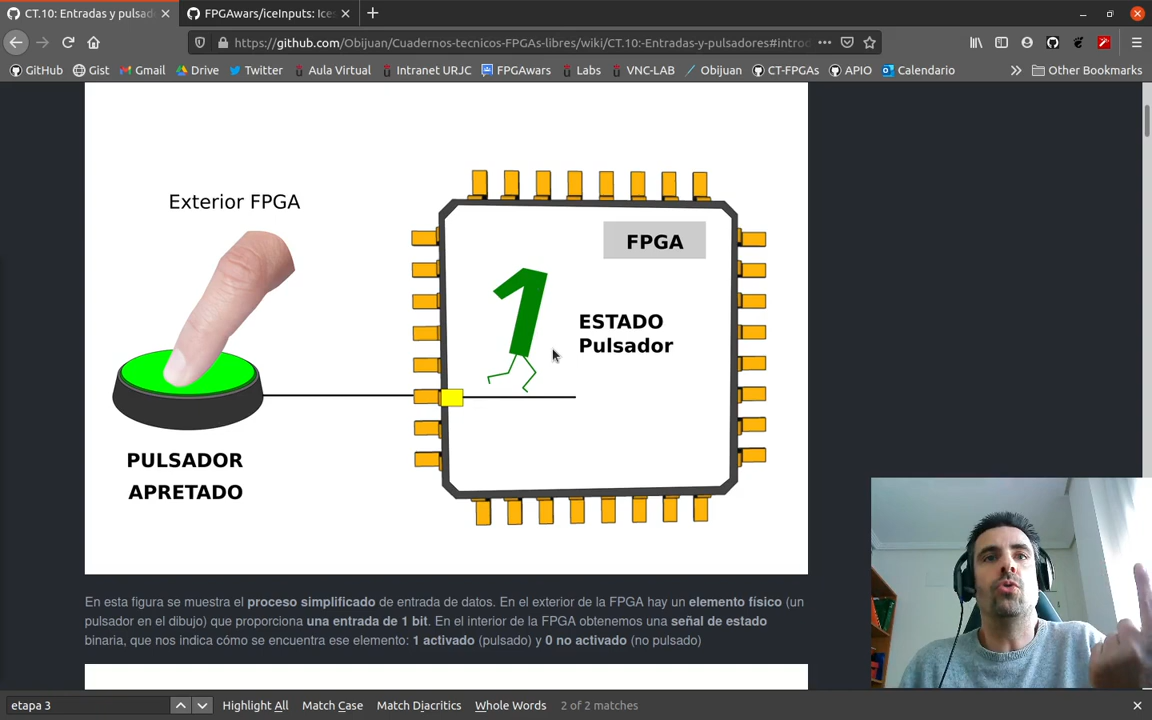 CT.10: Entradas y pulsad
FPGAwars/iceInputs: Ice
https://github.com/Obijuan/Cuadernos-tecnicos-FPGAs-libres/wiki/CT.10:-Entradas-y-pulsadores#intro
GitHub
Gist
Gmail
Drive
Twitter
Aula Virtual
Intranet URJC
FPGAwars
Labs
VNC-LAB
Obijuan
CT-FPGAs
APIO
Calendario
Other Bookmarks
Exterior FPGA
FPGA
1
ESTADO
Pulsador
PULSADOR
APRETADO
En esta figura se muestra el proceso simplificado de entrada de datos. En el exterior de la FPGA hay un elemento físico (un
pulsador en el dibujo) que proporciona una entrada de 1 bit. En el interior de la FPGA obtenemos una señal de estado
binaria, que nos indica cómo se encuentra ese elemento: 1 activado (pulsado) y 0 no activado (no pulsado)
etapa 3
Highlight All
Match Case
Match Diacritics
Whole Words
2 of 2 matches